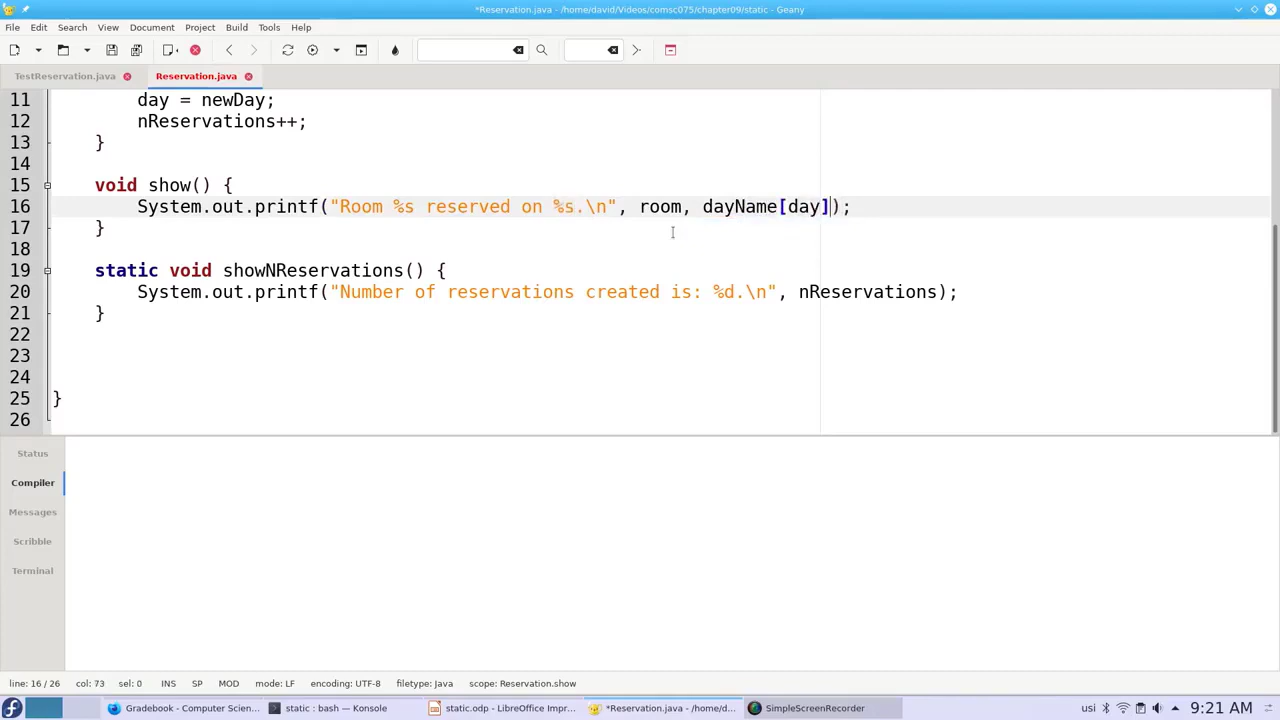 *Reservation.java - /home/david/Videos/comsc075/chapter09/static - Geany
File Edit Search View Document Project Build Tools Help
TestReservation.java Reservation.java
11 day = newDay;
12 nReservations++;
13 }
14
15 void show() {
16 System.out.printf("Room %s reserved on %s.\n", room, dayName[day]);
17 }
18
19 static void showNReservations() {
20 System.out.printf("Number of reservations created is: %d.\n", nReservations);
21 }
22
23
24
25 }
26
Status
Compiler
Messages
Scribble
Terminal
line: 16 / 26 col: 73 sel: 0 INS SP MOD mode: LF encoding: UTF-8 filetype: Java scope: Reservation.show
Gradebook - Computer Scien... static : bash — Konsole static.odp - LibreOffice Impr... *Reservation.java - /home/d... SimpleScreenRecorder usi 9:21 AM